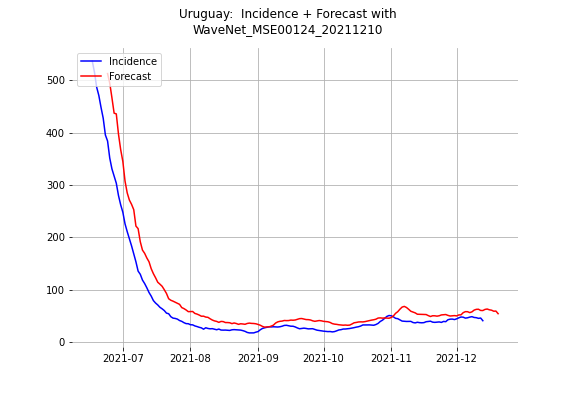 Uruguay:  Incidence + Forecast with
WaveNet_MSE00124_20211210
Incidence
Forecast
500
400
300
200
100
0
2021-07 2021-08 2021-09 2021-10 2021-11 2021-12